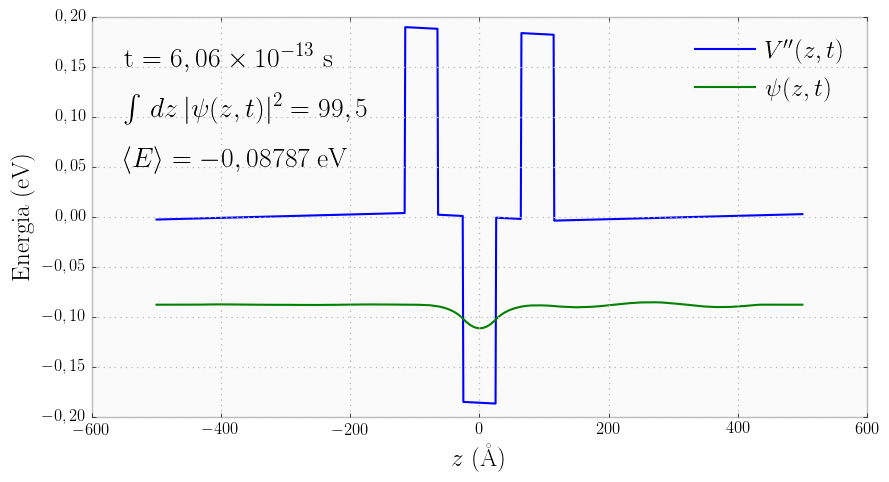 t = 6,06 × 10⁻¹³ s
∫ dz |ψ(z,t)|² = 99,5
⟨E⟩ = −0,08787 eV
V″(z,t)
ψ(z,t)
Energia (eV)
0,20
0,15
0,10
0,05
0,00
−0,05
−0,10
−0,15
−0,20
−600 −400 −200 0 200 400 600
z (Å)